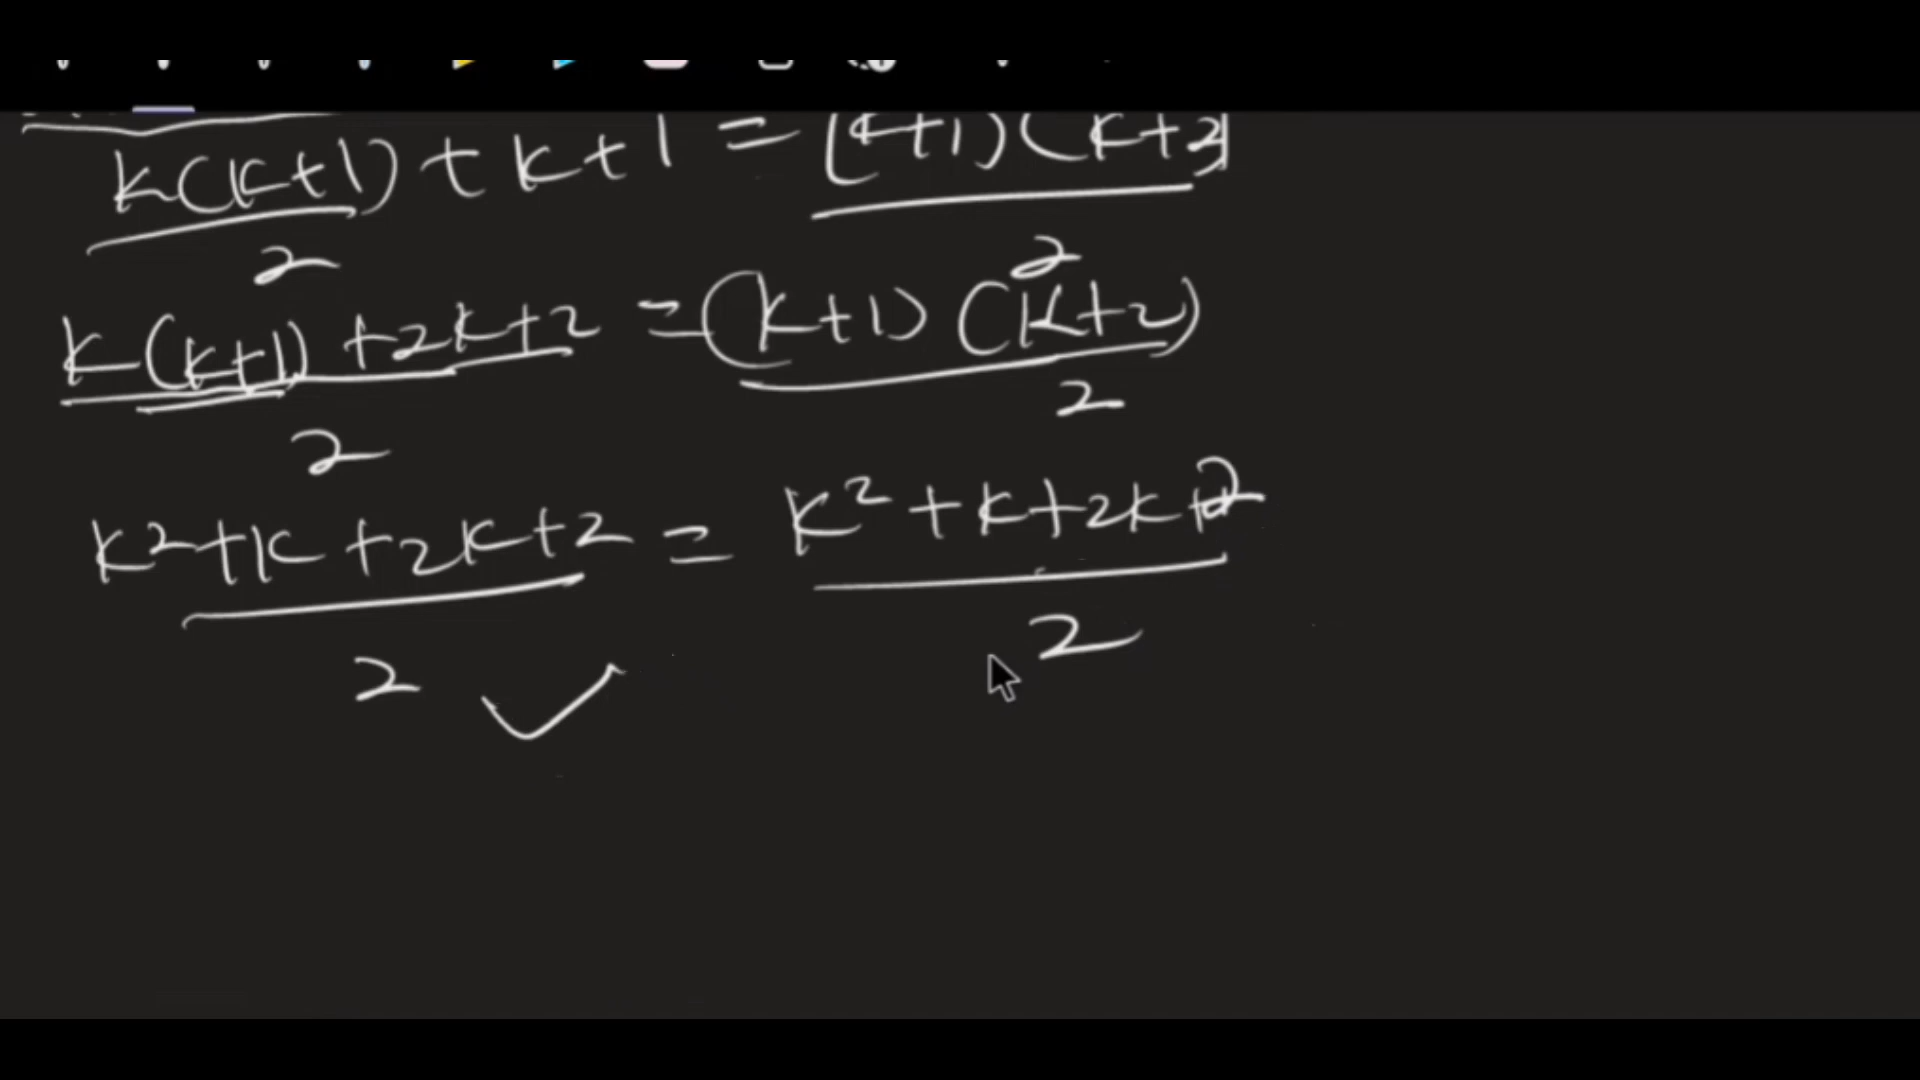 k(k+1)/2 + k+1 = (k+1)(k+2)/2
k(k+1)+2k+2/2 = (k+1)(k+2)/2
k²+k+2k+2/2 = k²+k+2k+2/2 ✓